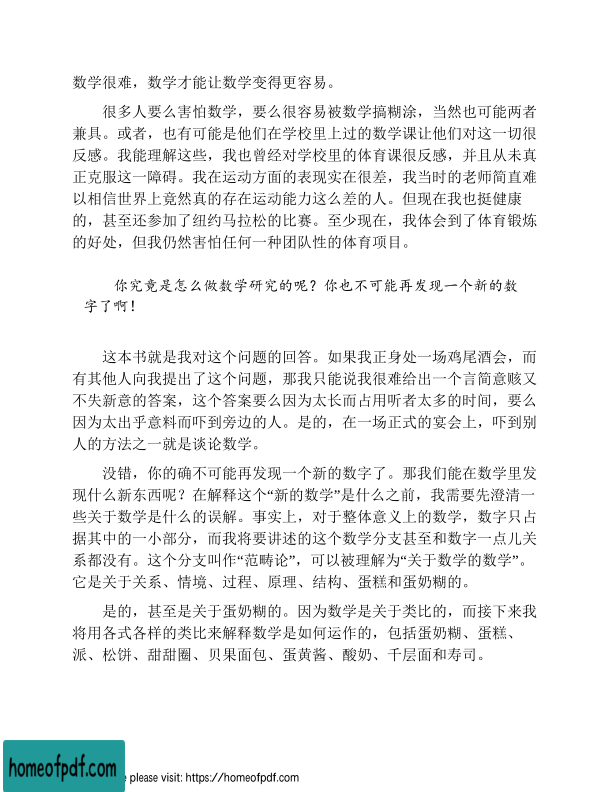 数学很难，数学才能让数学变得更容易。
很多人要么害怕数学，要么很容易被数学搞糊涂，当然也可能两者
兼具。或者，也有可能是他们在学校里上过的数学课让他们对这一切很
反感。我能理解这些，我也曾经对学校里的体育课很反感，并且从未真
正克服这一障碍。我在运动方面的表现实在很差，我当时的老师简直难
以相信世界上竟然真的存在运动能力这么差的人。但现在我也挺健康
的，甚至还参加了纽约马拉松的比赛。至少现在，我体会到了体育锻炼
的好处，但我仍然害怕任何一种团队性的体育项目。
你究竟是怎么做数学研究的呢？你也不可能再发现一个新的数
字了啊！
这本书就是我对这个问题的回答。如果我正身处一场鸡尾酒会，而
有其他人向我提出了这个问题，那我只能说我很难给出一个言简意赅又
不失新意的答案，这个答案要么因为太长而占用听者太多的时间，要么
因为太出乎意料而吓到旁边的人。是的，在一场正式的宴会上，吓到别
人的方法之一就是谈论数学。
没错，你的确不可能再发现一个新的数字了。那我们能在数学里发
现什么新东西呢？在解释这个“新的数学”是什么之前，我需要先澄清一
些关于数学是什么的误解。事实上，对于整体意义上的数学，数字只占
据其中的一小部分，而我将要讲述的这个数学分支甚至和数字一点儿关
系都没有。这个分支叫作“范畴论”，可以被理解为“关于数学的数学”。
它是关于关系、情境、过程、原理、结构、蛋糕和蛋奶糊的。
是的，甚至是关于蛋奶糊的。因为数学是关于类比的，而接下来我
将用各式各样的类比来解释数学是如何运作的，包括蛋奶糊、蛋糕、
派、松饼、甜甜圈、贝果面包、蛋黄酱、酸奶、千层面和寿司。
homeofpdf.com
please visit: https://homeofpdf.com